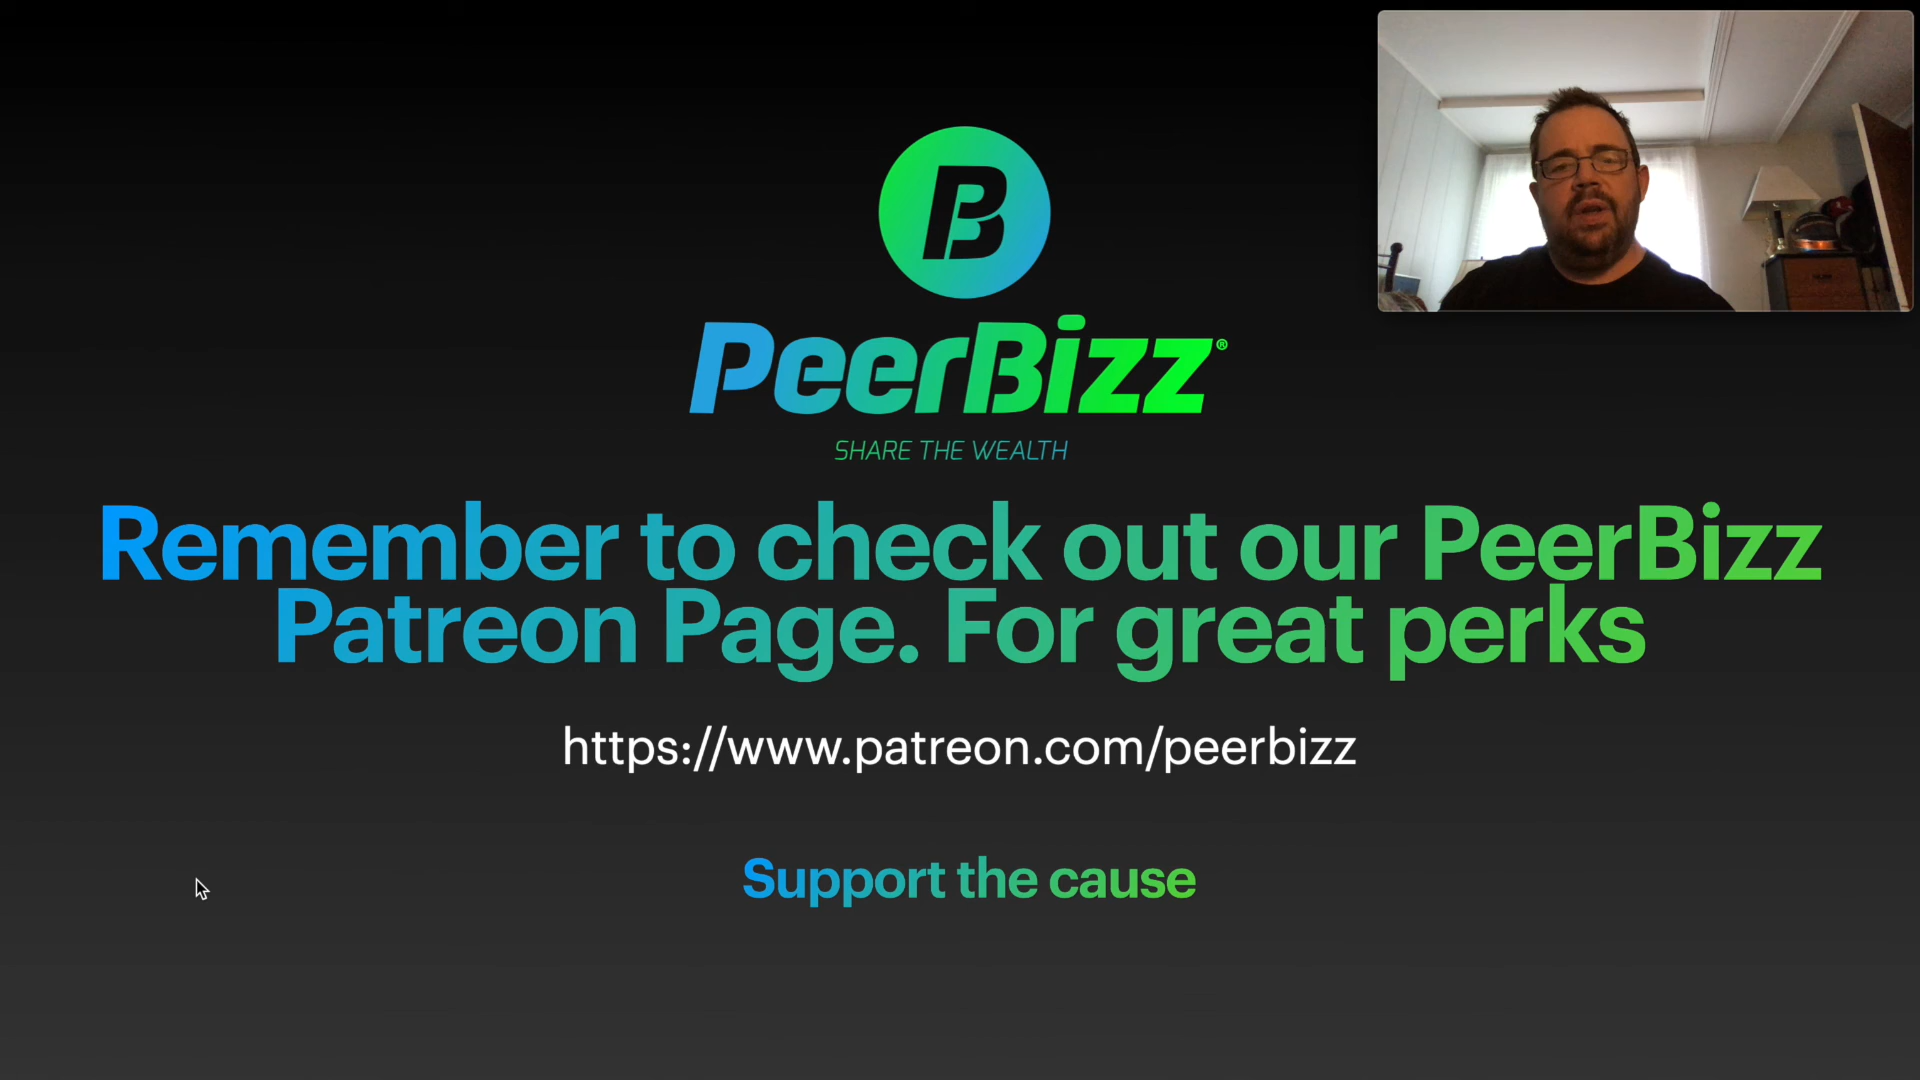 B
PeerBizz®
SHARE THE WEALTH
Remember to check out our PeerBizz
Patreon Page. For great perks
https://www.patreon.com/peerbizz
Support the cause